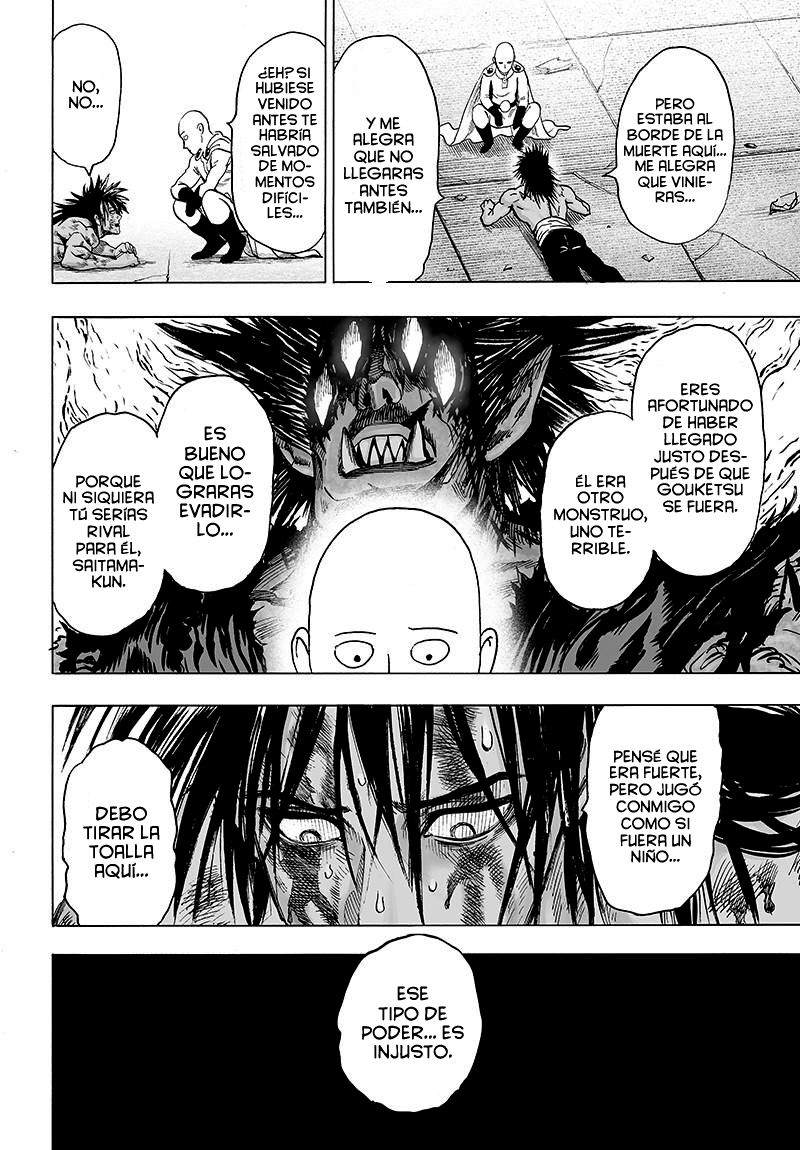 PERO
ESTABA AL
BORDE DE LA
MUERTE AQUÍ...
ME ALEGRA
QUE VINIE-
RAS...
Y ME
ALEGRA
QUE NO
LLEGARAS
ANTES
TAMBIÉN...
¿EH? SI
HUBIESE
VENIDO
ANTES TE
HABRÍA
SALVADO
DE MO-
MENTOS
DIFÍCI-
LES...
NO,
NO...
ERES
AFORTUNADO
DE HABER
LLEGADO
JUSTO DES-
PUÉS DE QUE
GOUKETSU
SE FUERA.
ÉL ERA
OTRO
MONSTRUO,
UNO TE-
RRIBLE.
ES
BUENO
QUE LO-
GRARAS
EVADIR-
LO...
PORQUE
NI SIQUIERA
TÚ SERÍAS
RIVAL
PARA ÉL,
SAITAMA-
KUN.
PENSÉ QUE
ERA FUERTE,
PERO JUGÓ
CONMIGO
COMO SI
FUERA UN
NIÑO...
DEBO
TIRAR LA
TOALLA
AQUÍ...
ESE
TIPO DE
PODER... ES
INJUSTO.